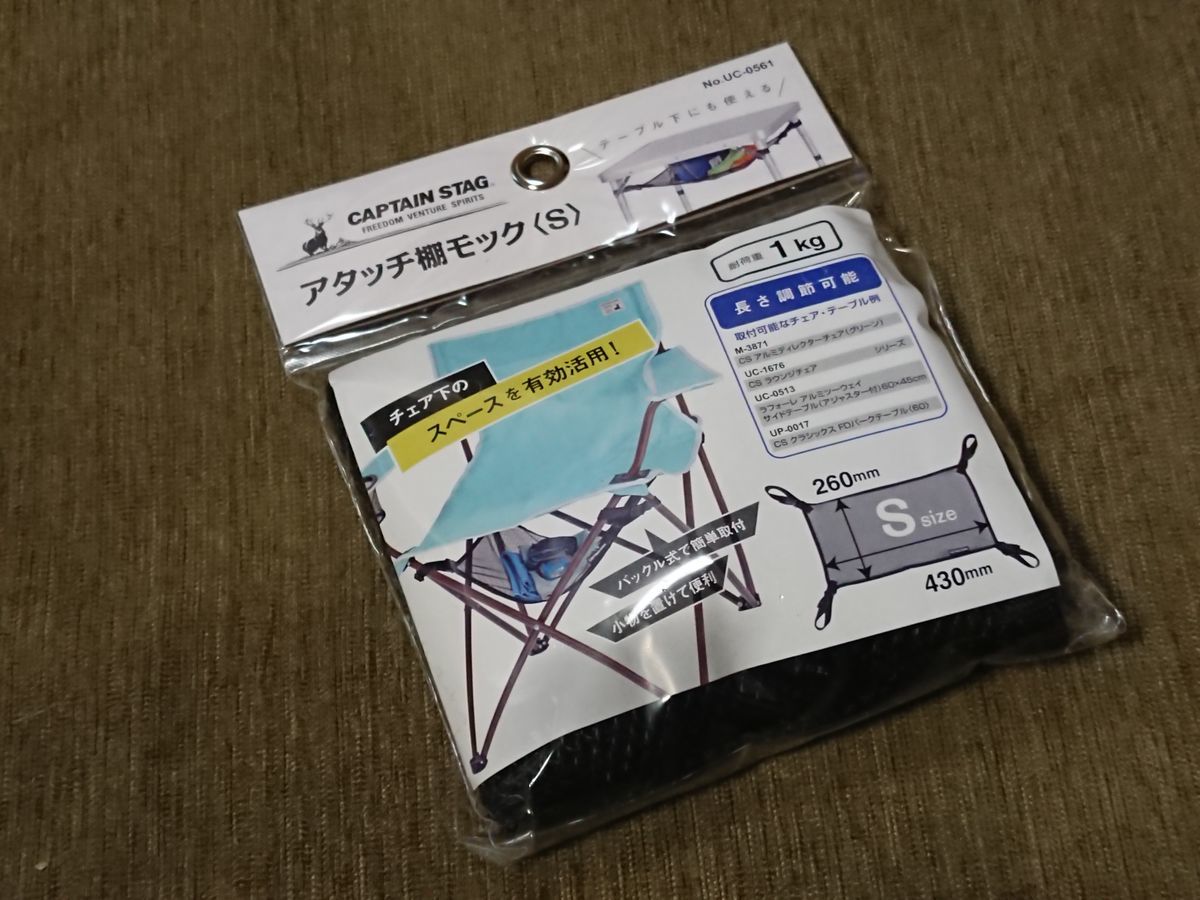 No.UC-0561
テーブル下にも使える
CAPTAIN STAG®
FREEDOM VENTURE SPIRITS
アタッチ棚モック〈S〉
耐荷重 1kg
長さ調節可能
取付可能なチェア・テーブル例
M-3871
CS アルミディレクターチェア(グリーン)
UC-1676
CS ラウンジチェア シリーズ
UC-0513
ラフォーレ アルミツーウェイ
サイドテーブル(アジャスター付)60×45cm
UP-0017
CS クラシックス FDパークテーブル(60)
チェア下の
スペースを有効活用!
260mm
S size
430mm
バックル式で簡単取付
小物を置けて便利